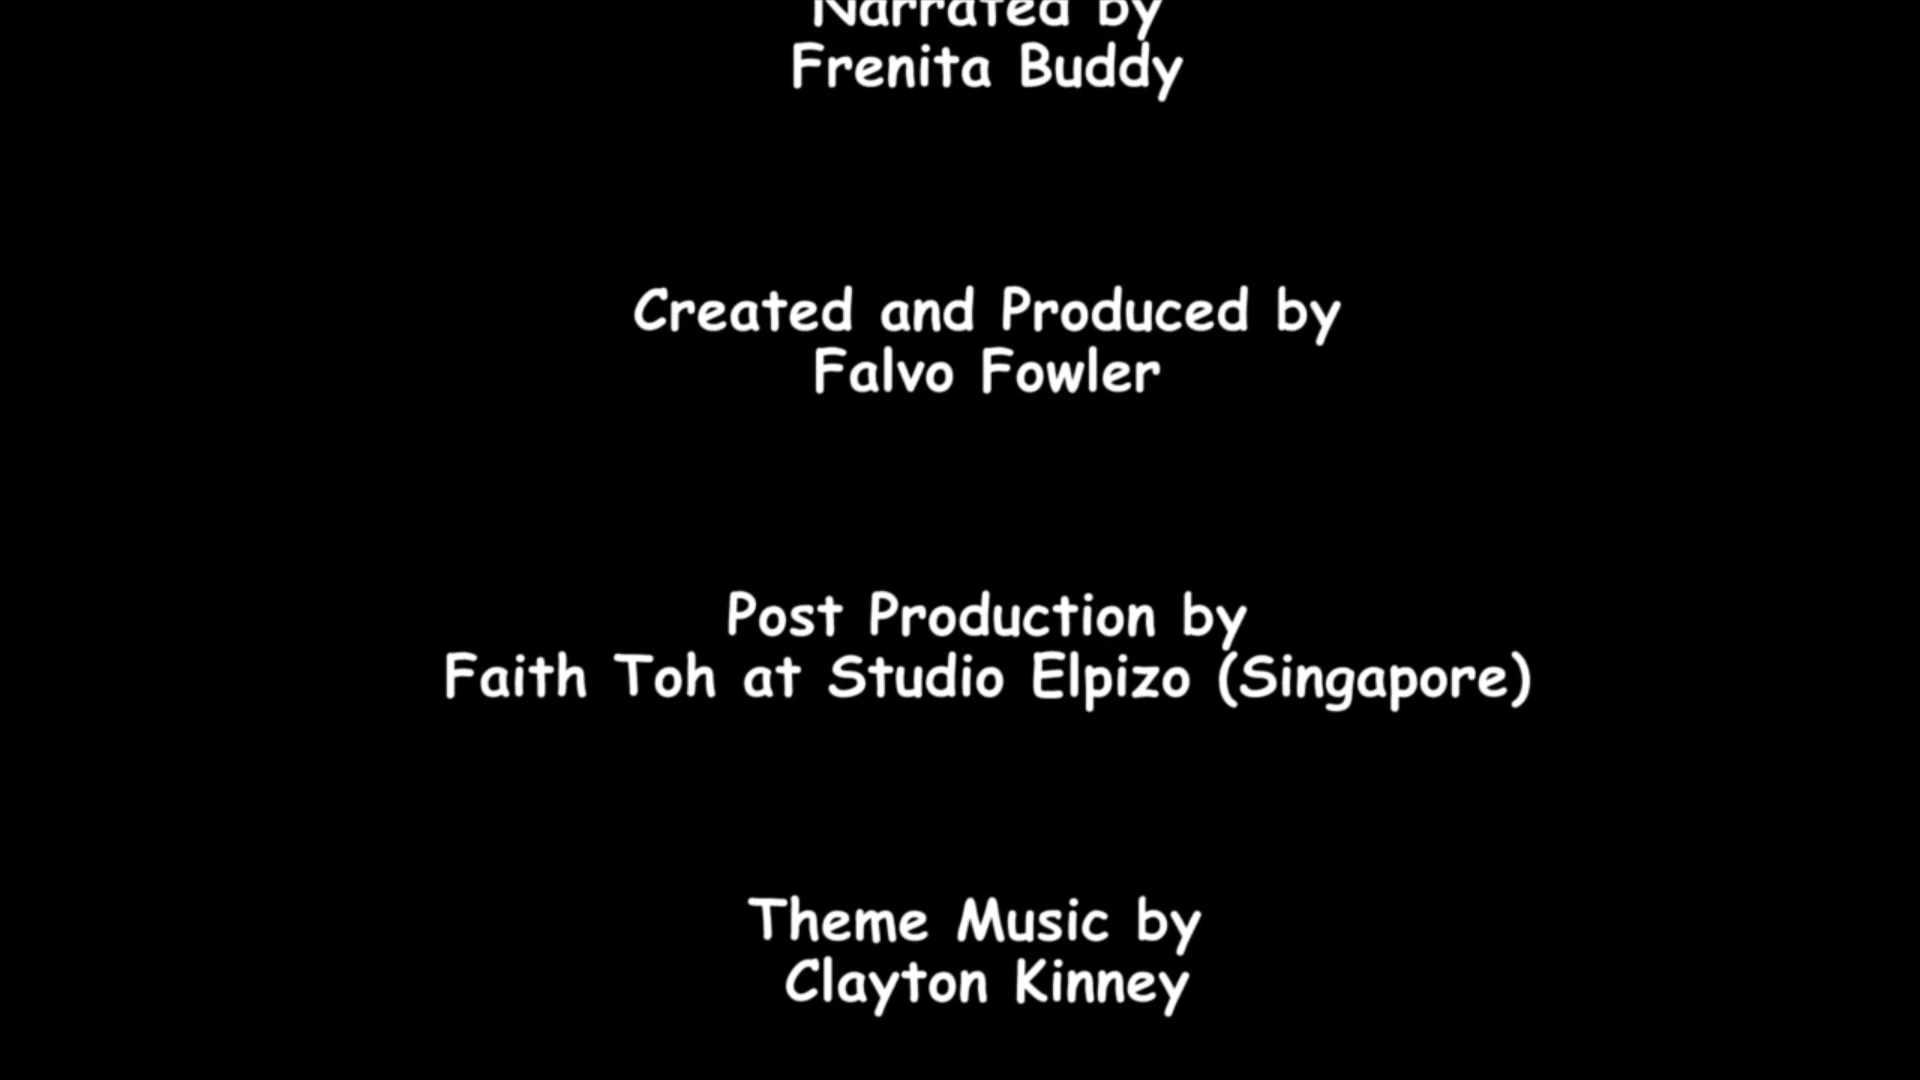 Narrated by
Frenita Buddy
Created and Produced by
Falvo Fowler
Post Production by
Faith Toh at Studio Elpizo (Singapore)
Theme Music by
Clayton Kinney